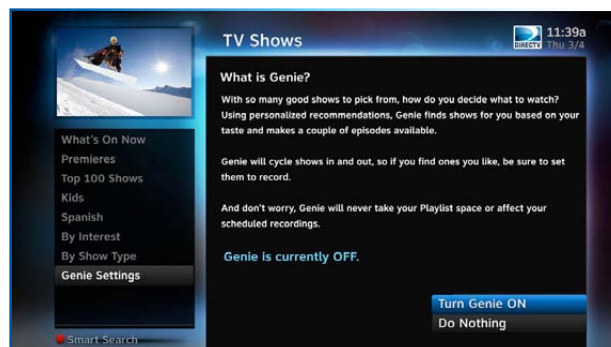 TV Shows
DIRECTV
11:39a
Thu 3/4
What's On Now
Premieres
Top 100 Shows
Kids
Spanish
By Interest
By Show Type
Genie Settings
Smart Search
What is Genie?
With so many good shows to pick from, how do you decide what to watch?
Using personalized recommendations, Genie finds shows for you based on your
taste and makes a couple of episodes available.
Genie will cycle shows in and out, so if you find ones you like, be sure to set
them to record.
And don't worry, Genie will never take your Playlist space or affect your
scheduled recordings.
Genie is currently OFF.
Turn Genie ON
Do Nothing